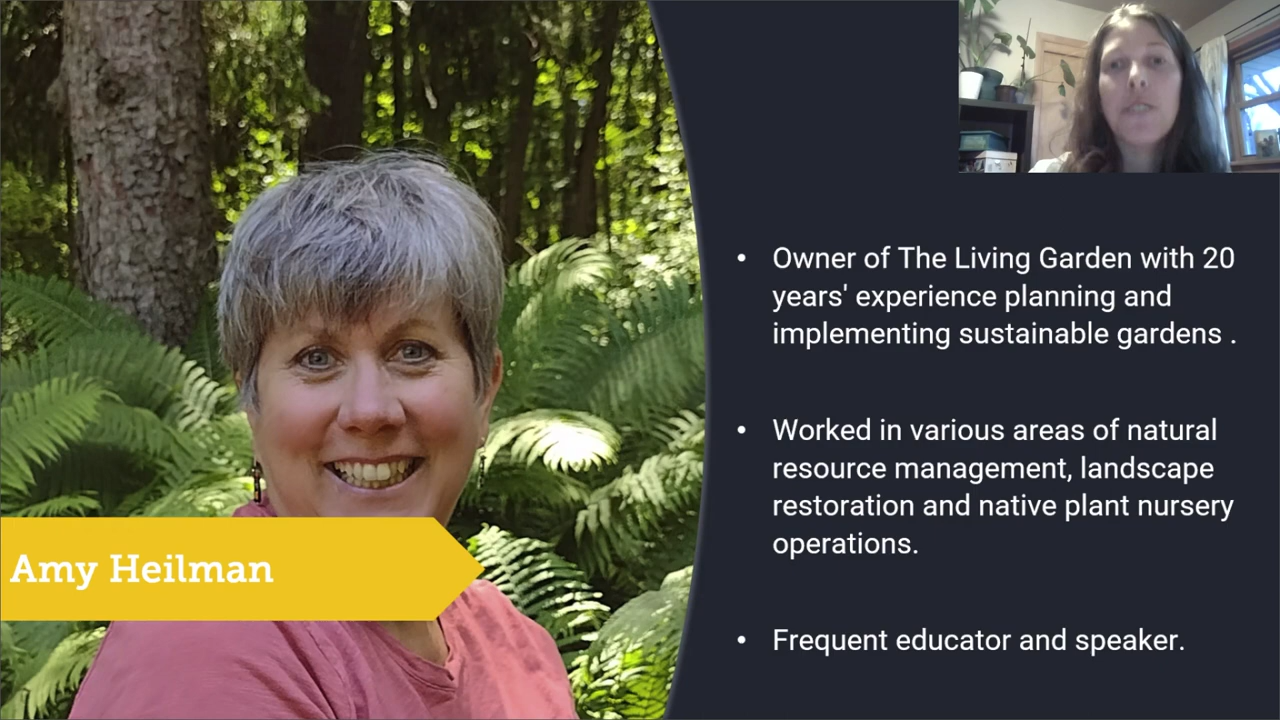 Amy Heilman
• Owner of The Living Garden with 20
years' experience planning and
implementing sustainable gardens .
• Worked in various areas of natural
resource management, landscape
restoration and native plant nursery
operations.
• Frequent educator and speaker.